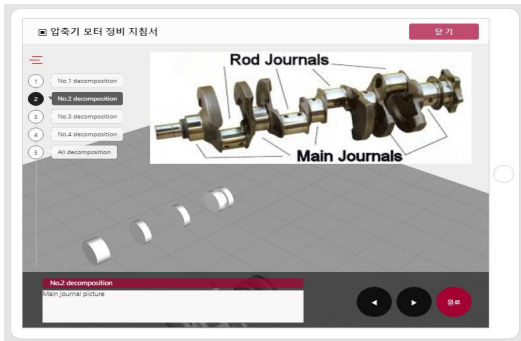 ▣ 압축기 모터 정비 지침서
닫기
Rod Journals
Main Journals
1 No.1 decomposition
2 No.2 decomposition
3 No.3 decomposition
4 No.4 decomposition
5 All decomposition
No.2 decomposition
Main journal picture
◀ ▶ 완료